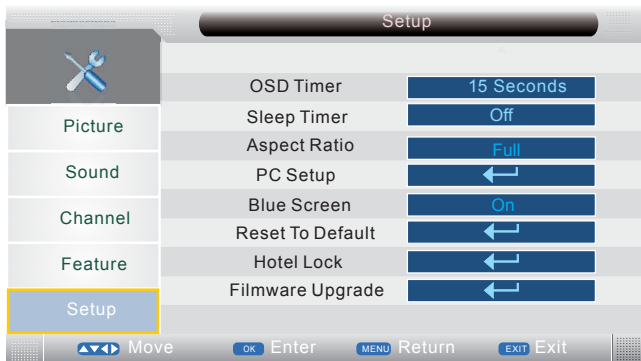 Setup
OSD Timer 15 Seconds
Sleep Timer Off
Picture
Aspect Ratio Full
Sound
PC Setup
Channel
Blue Screen On
Reset To Default
Feature
Hotel Lock
Filmware Upgrade
Setup
Move OK Enter MENU Return EXIT Exit